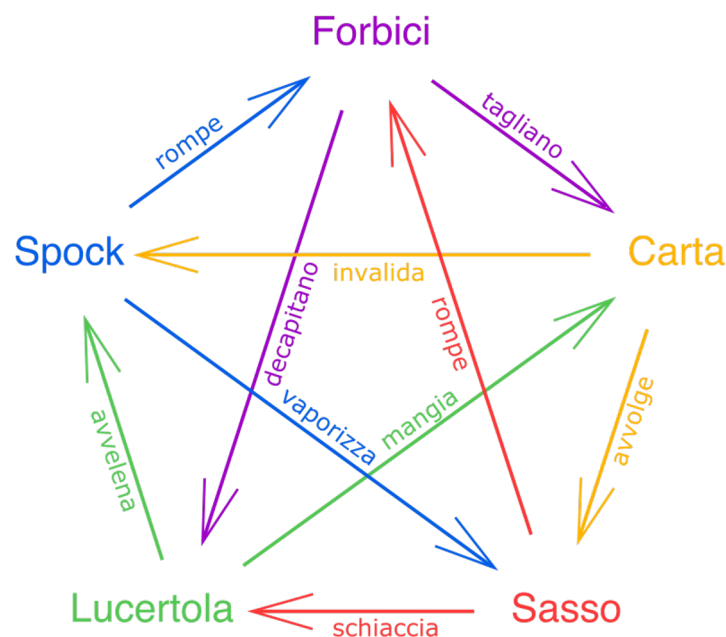 Forbici
rompe
tagliano
Spock
Carta
invalida
decapitano
rompe
vaporizza
mangia
avvelena
avvolge
Lucertola
Sasso
schiaccia